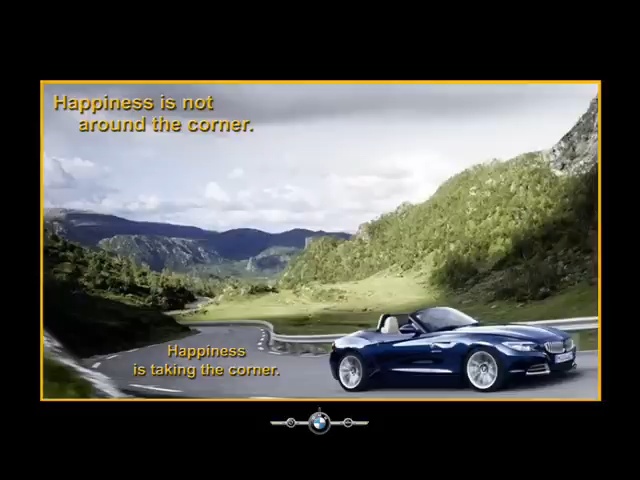 Happiness is not
around the corner.
Happiness
is taking the corner.